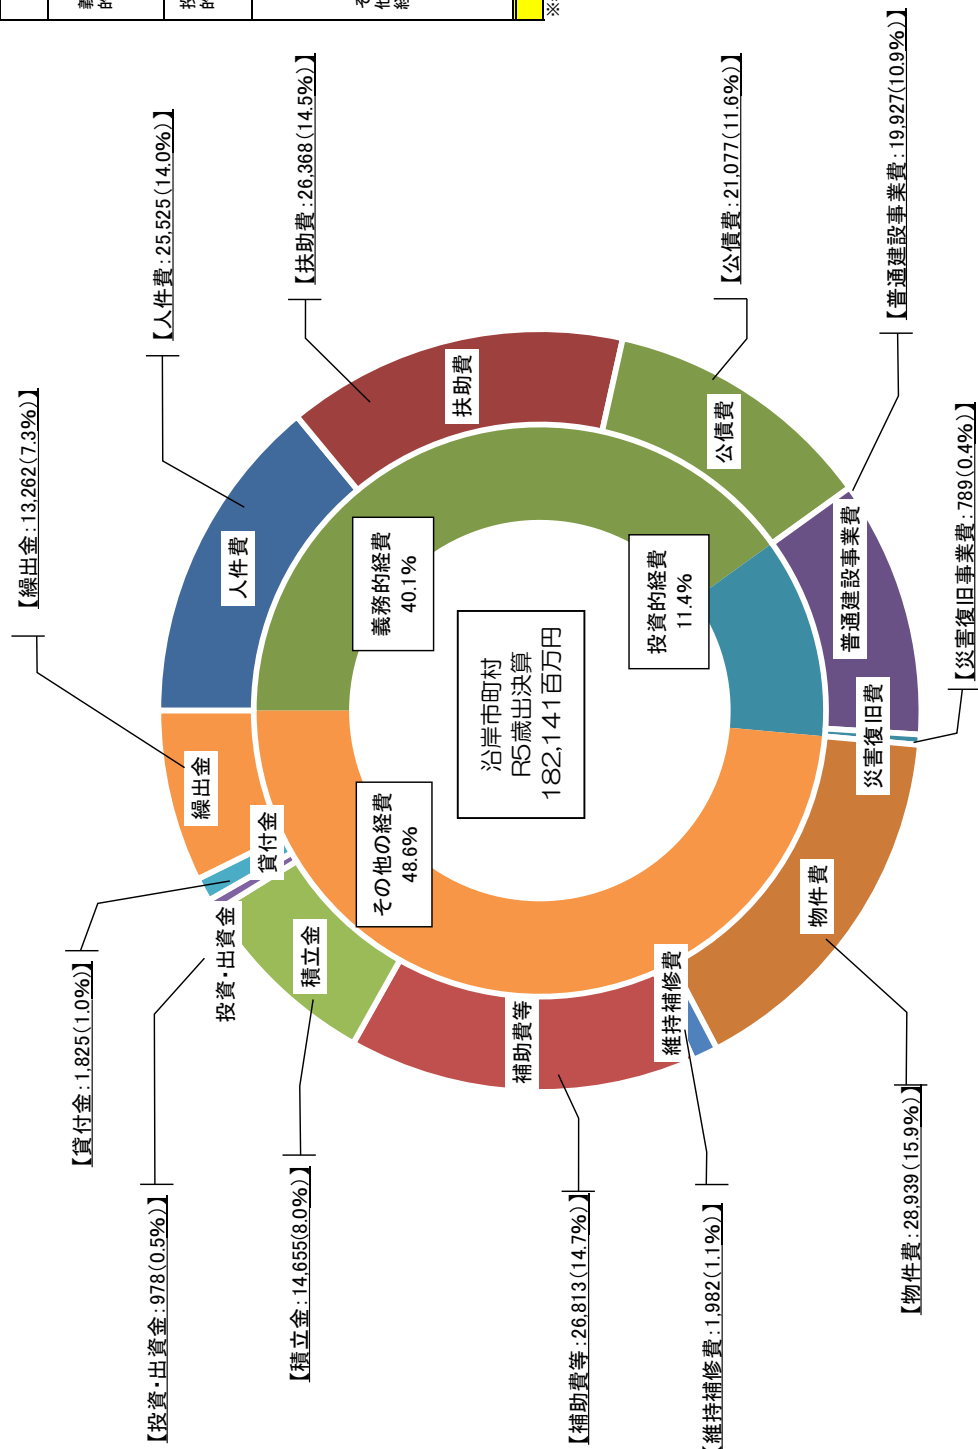 【人件費：25,525(14.0%)】
【扶助費：26,368(14.5%)】
【公債費：21,077(11.6%)】
【普通建設事業費：19,927(10.9%)】
【災害復旧事業費：789(0.4%)】
【物件費：28,939(15.9%)】
【維持補修費：1,982(1.1%)】
【補助費等：26,813(14.7%)】
【積立金：14,655(8.0%)】
【投資・出資金：978(0.5%)】
【貸付金：1,825(1.0%)】
【繰出金：13,262(7.3%)】
人件費
扶助費
公債費
普通建設事業費
災害復旧費
物件費
維持補修費
補助費等
積立金
投資・出資金
貸付金
繰出金
義務的経費
40.1%
投資的経費
11.4%
その他の経費
48.6%
沿岸市町村
R5歳出決算
182,141百万円
※